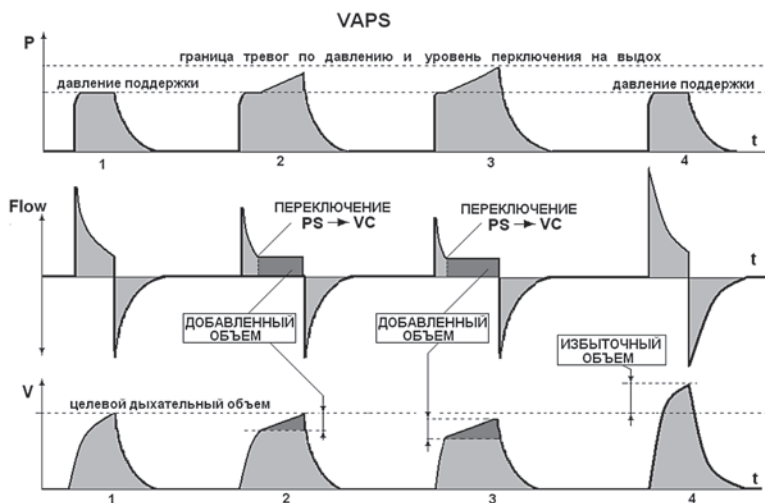 VAPS
P
граница тревог по давлению и уровень перключения на выдох
давление поддержки
давление поддержки
t
1
2
3
4
Flow
ПЕРЕКЛЮЧЕНИЕ
PS → VC
ПЕРЕКЛЮЧЕНИЕ
PS → VC
t
ДОБАВЛЕННЫЙ
ОБЪЕМ
ДОБАВЛЕННЫЙ
ОБЪЕМ
ИЗБЫТОЧНЫЙ
ОБЪЕМ
V
целевой дыхательный объем
t
1
2
3
4